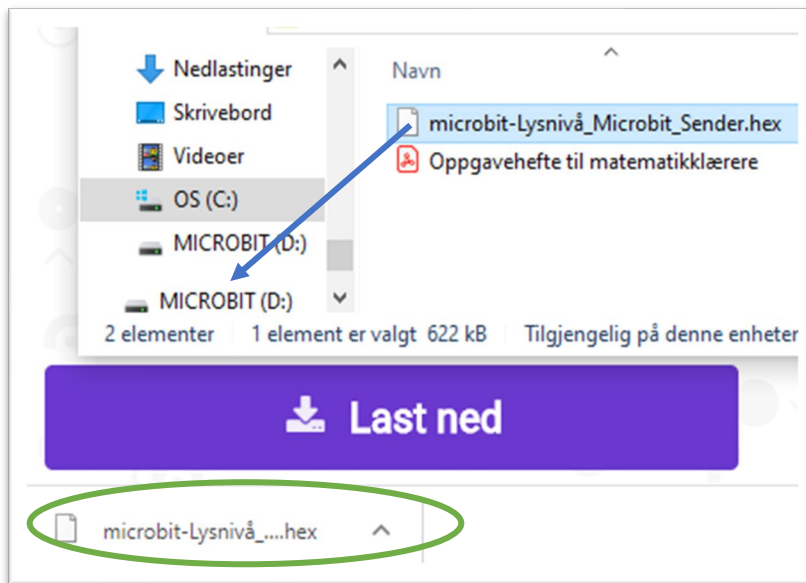 Nedlastinger
Skrivebord
Videoer
OS (C:)
MICROBIT (D:)
MICROBIT (D:)
Navn
microbit-Lysnivå_Microbit_Sender.hex
Oppgavehefte til matematikklærere
2 elementer 1 element er valgt 622 kB Tilgjengelig på denne enheter
Last ned
microbit-Lysnivå_....hex